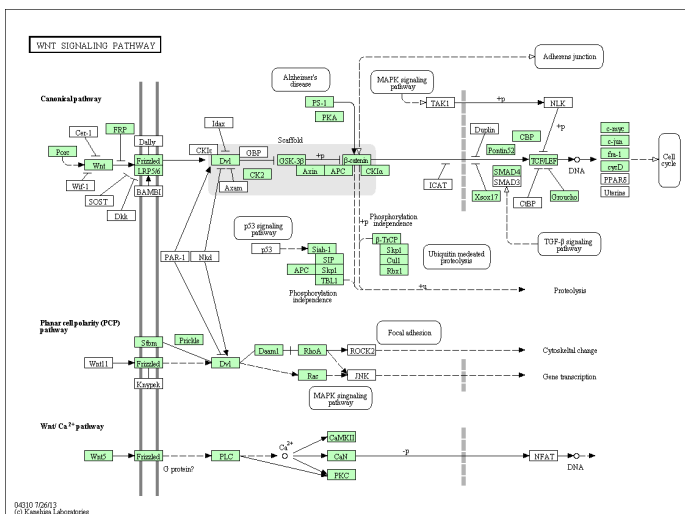 WNT SIGNALING PATHWAY
Adherens junction
Alzheimer's
disease
MAPK signaling
pathway
Canonical pathway
PS-1
PKA
TAK1
+p
NLK
Cer-1
FRP
Idax
Dally
CKIε
GBP
Scaffold
Duplin
CBP
+p
c-myc
Porc
Wnt
Frizzled
Dvl
GSK-3β
+p
β-catenin
Pontin52
TCF/LEF
c-jun
LRP5/6
CK2
Axin
APC
CKIα
SMAD4
DNA
fra-1
Cell
cycle
Wif-1
BAMBI
Axam
ICAT
SMAD3
cycD
SOST
Dkk
Xsox17
CtBP
Groucho
PPARδ
Uterine
p53 signaling
pathway
+p
Phosphorylation
independence
TGF-β signaling
pathway
PAR-1
Nkd
p53
Siah-1
β-TrCP
SIP
Skp1
Cul1
Rbx1
Ubiquitin mediated
proteolysis
APC
Skp1
TBL1
Phosphorylation
independence
+u
Proteolysis
Planar cell polarity (PCP)
pathway
Stbm
Prickle
Focal adhesion
Daam1
RhoA
ROCK2
Cytoskeltal change
Wnt11
Frizzled
Dvl
Rac
JNK
Gene transcription
Knypek
MAPK singnaling
pathway
Wnt/ Ca2+ pathway
CaMKII
Ca2+
Wnt5
Frizzled
PLC
CaN
-p
NFAT
G protein?
PKC
DNA
04310 7/26/13
(c) Kanehisa Laboratories